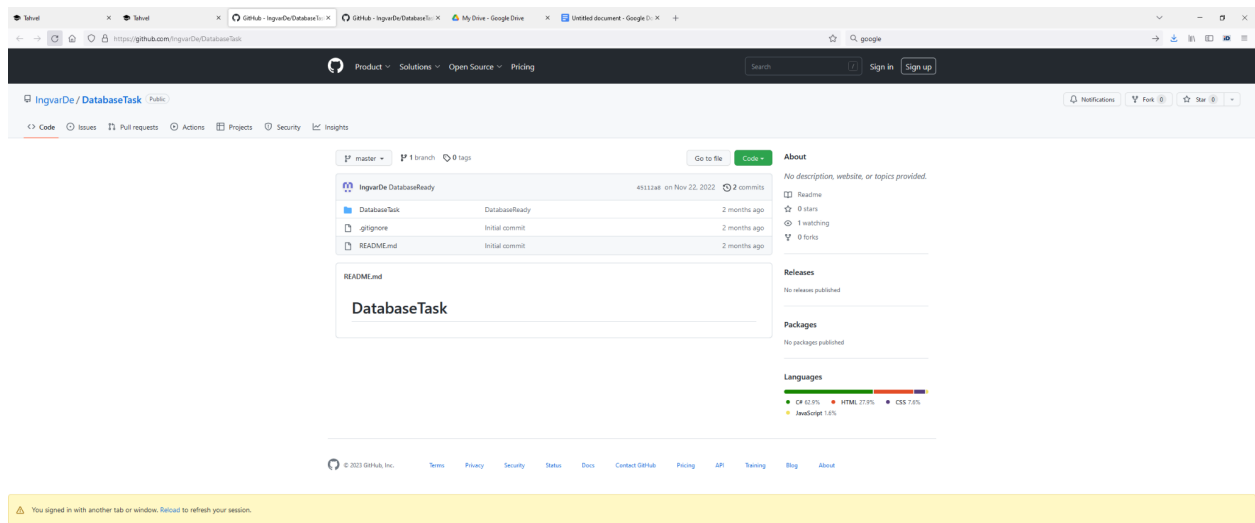 Tahvel
Tahvel
GitHub - IngvarDe/DatabaseTas
GitHub - IngvarDe/DatabaseTas
My Drive - Google Drive
Untitled document - Google Do
https://github.com/IngvarDe/DatabaseTask
google
Product
Solutions
Open Source
Pricing
Search
/
Sign in
Sign up
IngvarDe / DatabaseTask Public
Notifications
Fork 0
Star 0
Code
Issues
Pull requests
Actions
Projects
Security
Insights
master
1 branch
0 tags
Go to file
Code
IngvarDe DatabaseReady
on Nov 22, 2022
2 commits
DatabaseTask DatabaseReady 2 months ago
.gitignore Initial commit 2 months ago
README.md Initial commit 2 months ago
README.md
DatabaseTask
About
No description, website, or topics provided.
Readme
0 stars
1 watching
0 forks
Releases
No releases published
Packages
No packages published
Languages
C# 62.9%
HTML 27.9%
CSS 7.6%
JavaScript 1.6%
© 2023 GitHub, Inc.
Terms
Privacy
Security
Status
Docs
Contact GitHub
Pricing
API
Training
Blog
About
You signed in with another tab or window. Reload to refresh your session.